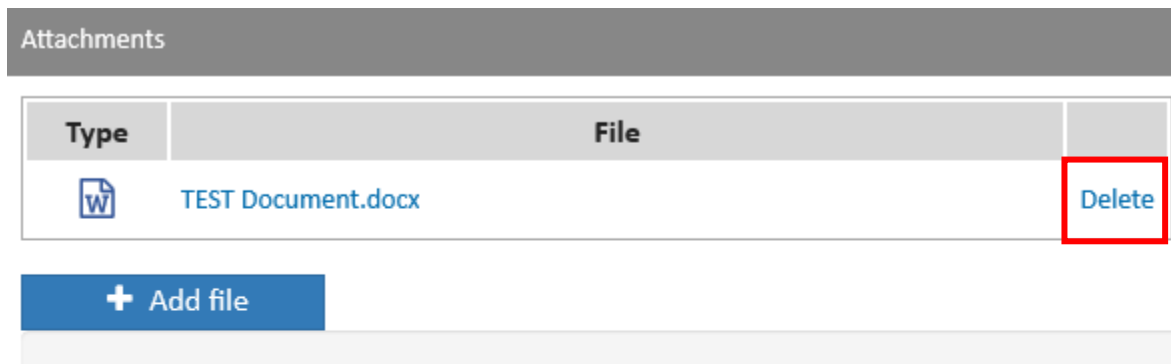 Attachments
Type File
W TEST Document.docx Delete
+ Add file